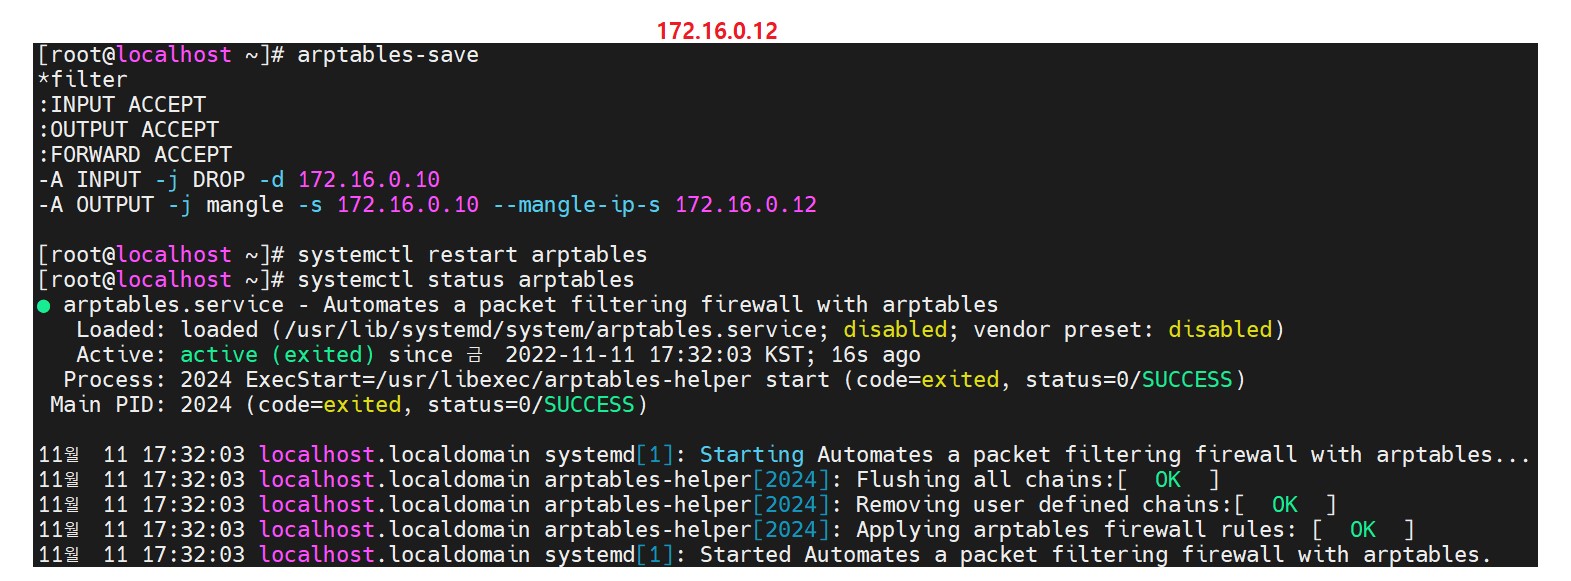 172.16.0.12
[root@localhost ~]# arptables-save
*filter
:INPUT ACCEPT
:OUTPUT ACCEPT
:FORWARD ACCEPT
-A INPUT -j DROP -d 172.16.0.10
-A OUTPUT -j mangle -s 172.16.0.10 --mangle-ip-s 172.16.0.12
[root@localhost ~]# systemctl restart arptables
[root@localhost ~]# systemctl status arptables
● arptables.service - Automates a packet filtering firewall with arptables
Loaded: loaded (/usr/lib/systemd/system/arptables.service; disabled; vendor preset: disabled)
Active: active (exited) since 금 2022-11-11 17:32:03 KST; 16s ago
Process: 2024 ExecStart=/usr/libexec/arptables-helper start (code=exited, status=0/SUCCESS)
Main PID: 2024 (code=exited, status=0/SUCCESS)
11월 11 17:32:03 localhost.localdomain systemd[1]: Starting Automates a packet filtering firewall with arptables...
11월 11 17:32:03 localhost.localdomain arptables-helper[2024]: Flushing all chains:[  OK  ]
11월 11 17:32:03 localhost.localdomain arptables-helper[2024]: Removing user defined chains:[  OK  ]
11월 11 17:32:03 localhost.localdomain arptables-helper[2024]: Applying arptables firewall rules: [  OK  ]
11월 11 17:32:03 localhost.localdomain systemd[1]: Started Automates a packet filtering firewall with arptables.